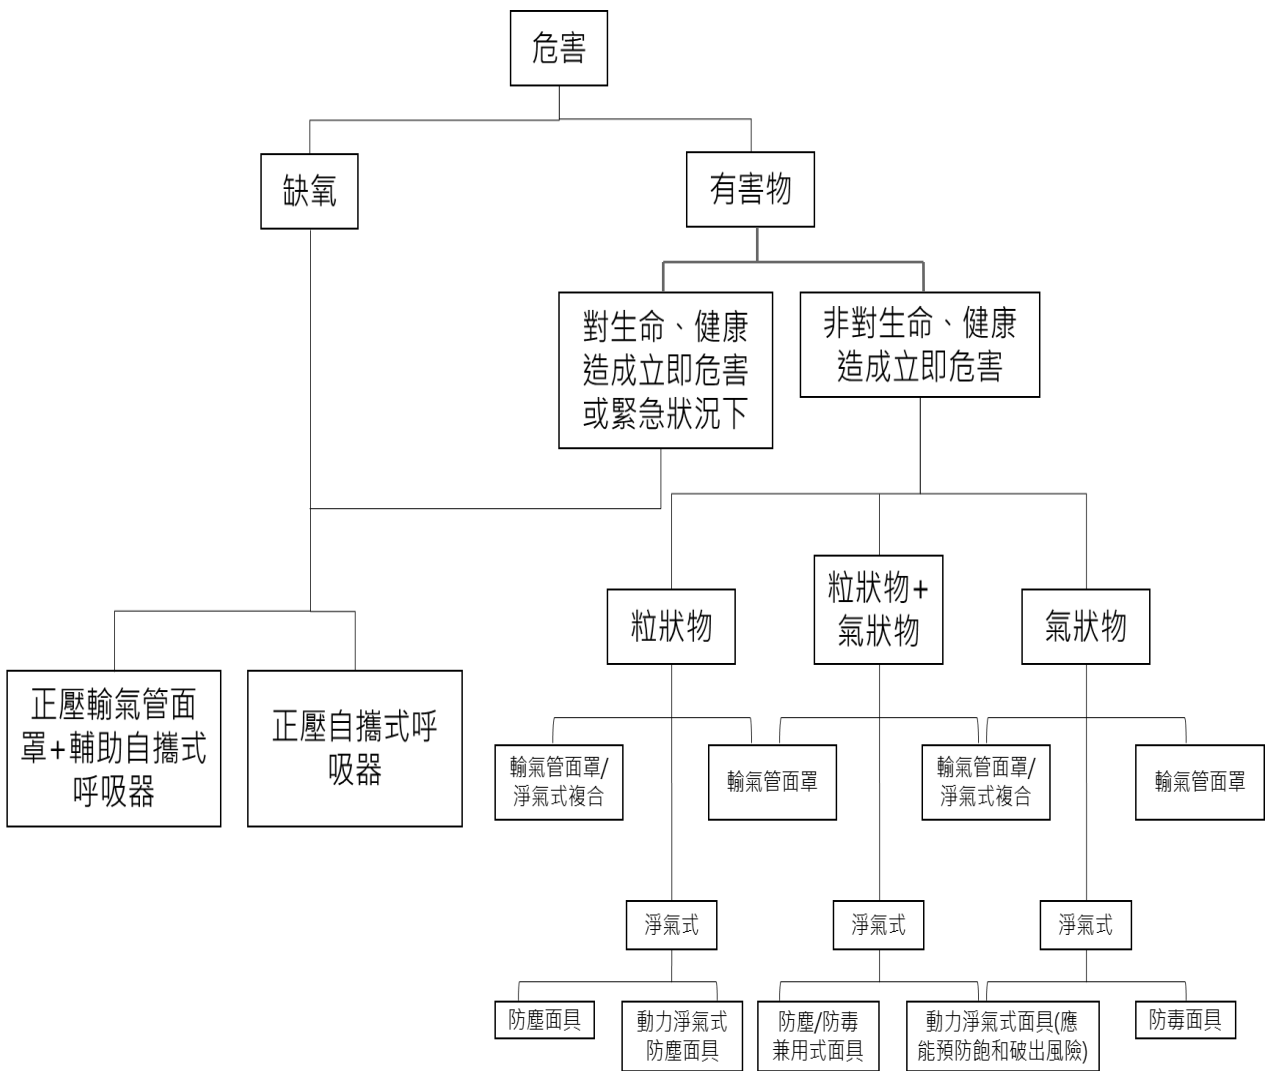 危害
缺氧
有害物
對生命、健康
造成立即危害
或緊急狀況下
非對生命、健康
造成立即危害
粒狀物
粒狀物+
氣狀物
氣狀物
正壓輸氣管面
罩+輔助自攜式
呼吸器
正壓自攜式呼
吸器
輸氣管面罩/
淨氣式複合
輸氣管面罩
輸氣管面罩/
淨氣式複合
輸氣管面罩
淨氣式
淨氣式
淨氣式
防塵面具
動力淨氣式
防塵面具
防塵/防毒
兼用式面具
動力淨氣式面具(應
能預防飽和破出風險)
防毒面具